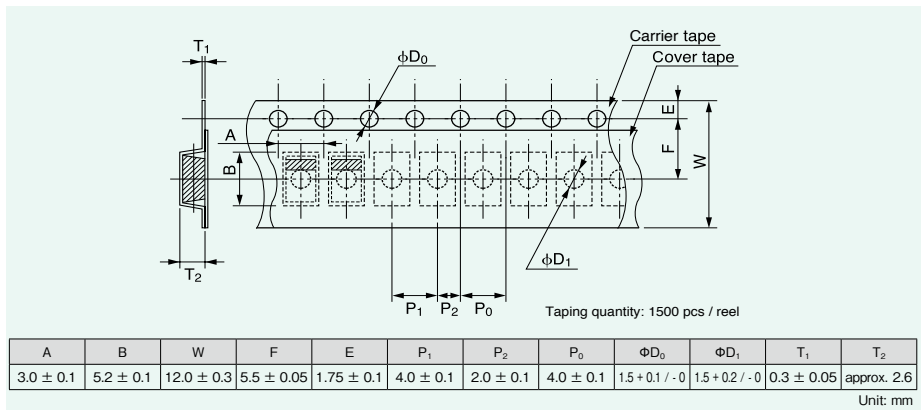 T₁
φD₀
Carrier tape
Cover tape
A
B
E
F
W
T₂
φD₁
P₁ P₂ P₀
Taping quantity: 1500 pcs / reel
A B W F E P₁ P₂ P₀ ΦD₀ ΦD₁ T₁ T₂
3.0 ± 0.1 5.2 ± 0.1 12.0 ± 0.3 5.5 ± 0.05 1.75 ± 0.1 4.0 ± 0.1 2.0 ± 0.1 4.0 ± 0.1 1.5 + 0.1 / - 0 1.5 + 0.2 / - 0 0.3 ± 0.05 approx. 2.6
Unit: mm